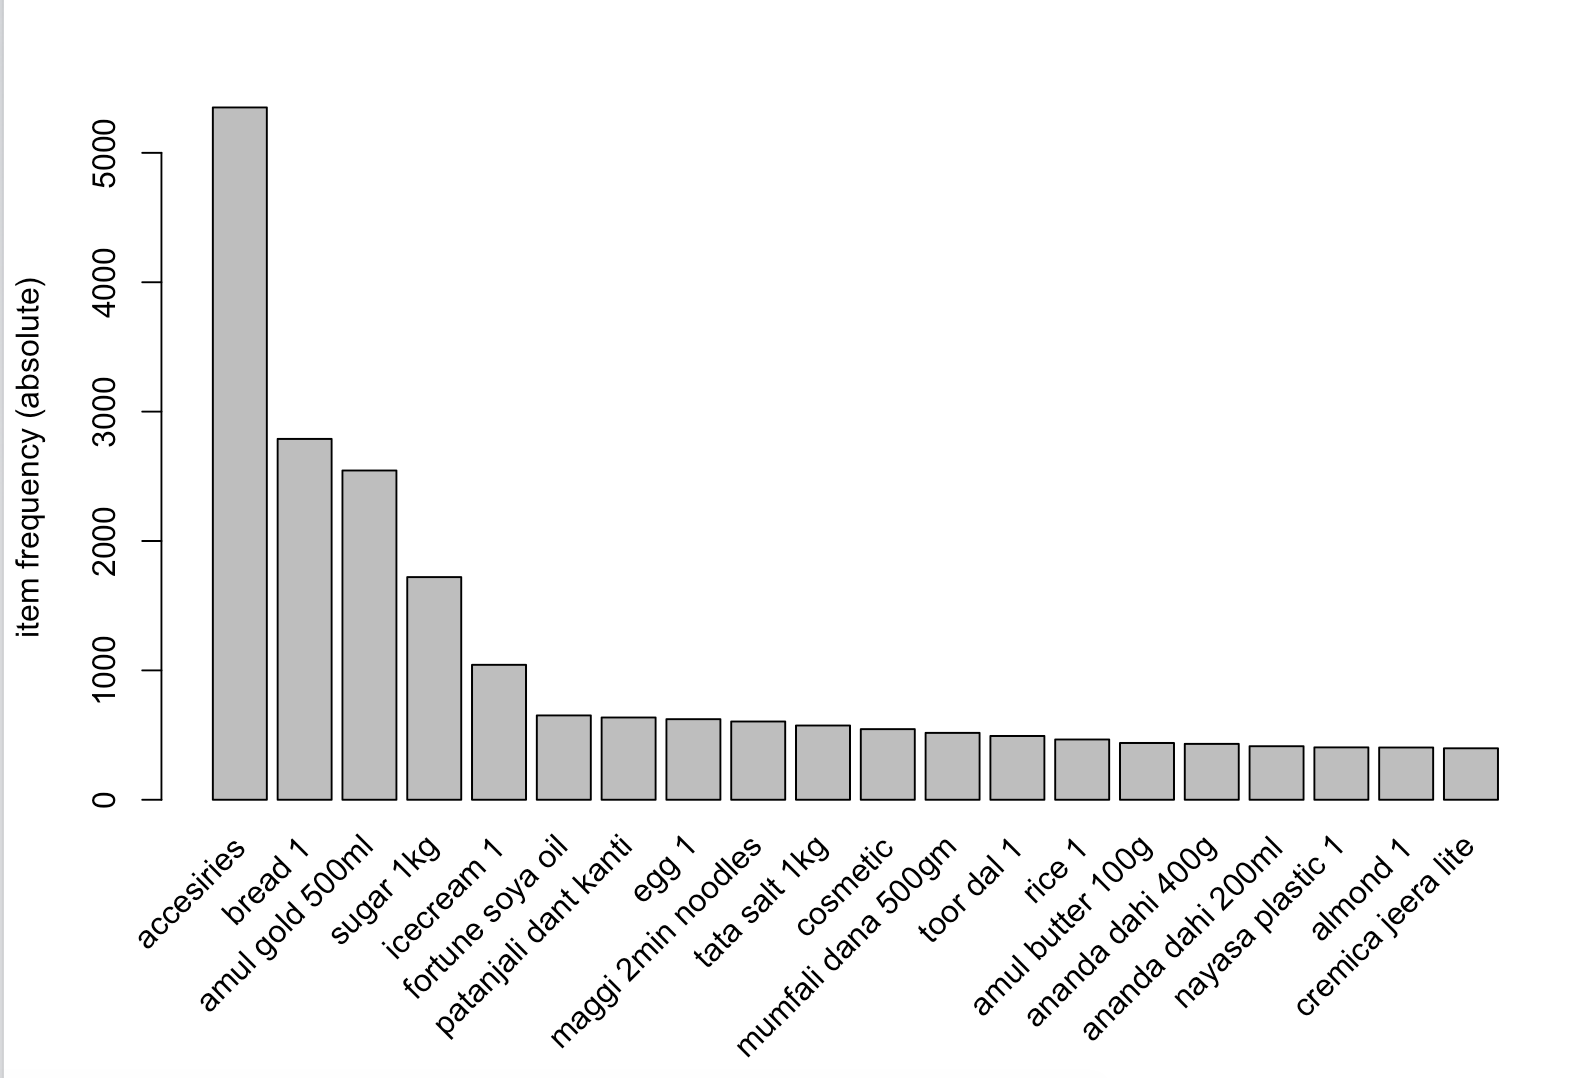 item frequency (absolute)
5000
4000
3000
2000
1000
0
accesiries
bread 1
amul gold 500ml
sugar 1kg
icecream 1
fortune soya oil
patanjali dant kanti
egg 1
maggi 2min noodles
tata salt 1kg
cosmetic
mumfali dana 500gm
toor dal 1
rice 1
amul butter 100g
ananda dahi 400g
ananda dahi 200ml
nayasa plastic 1
almond 1
cremica jeera lite